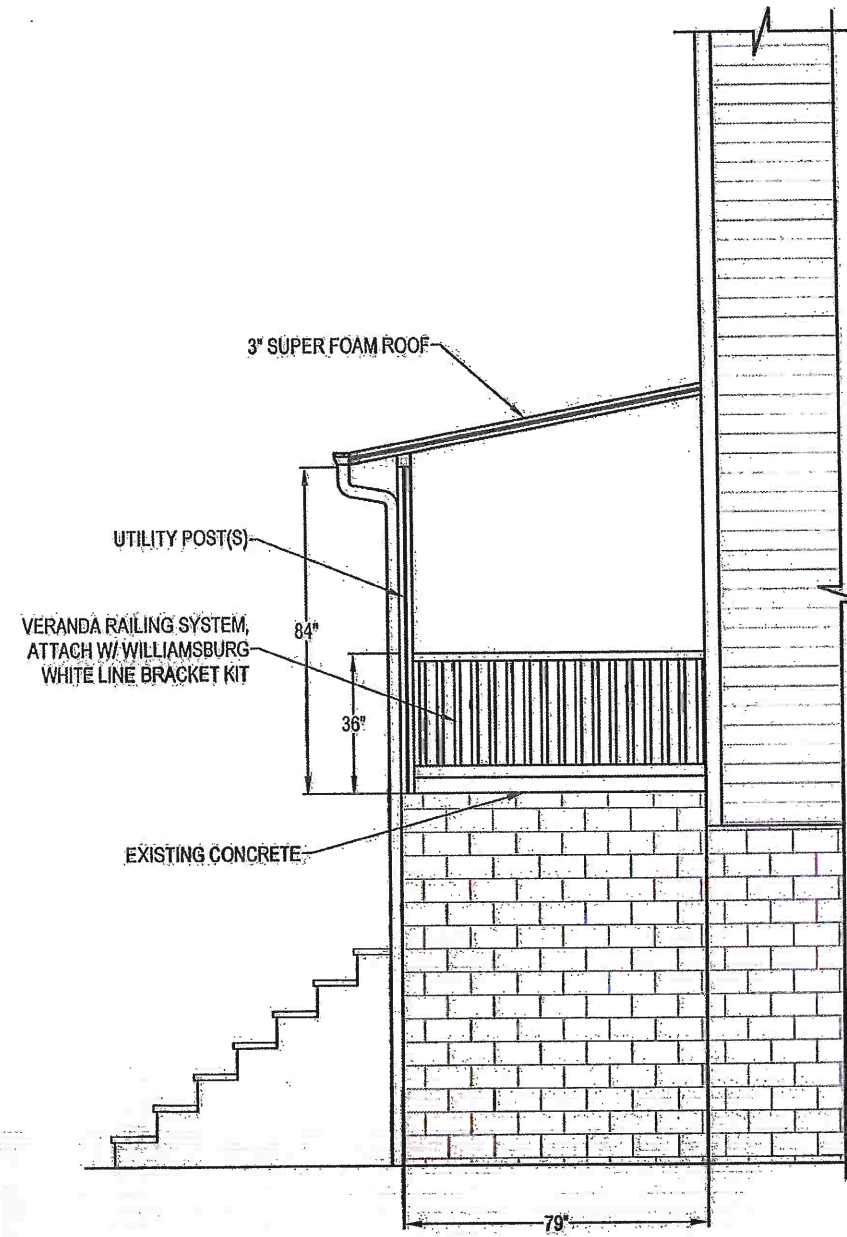 3" SUPER FOAM ROOF
UTILITY POST(S)
VERANDA RAILING SYSTEM,
ATTACH W/ WILLIAMSBURG
WHITE LINE BRACKET KIT
84"
36"
EXISTING CONCRETE
79"